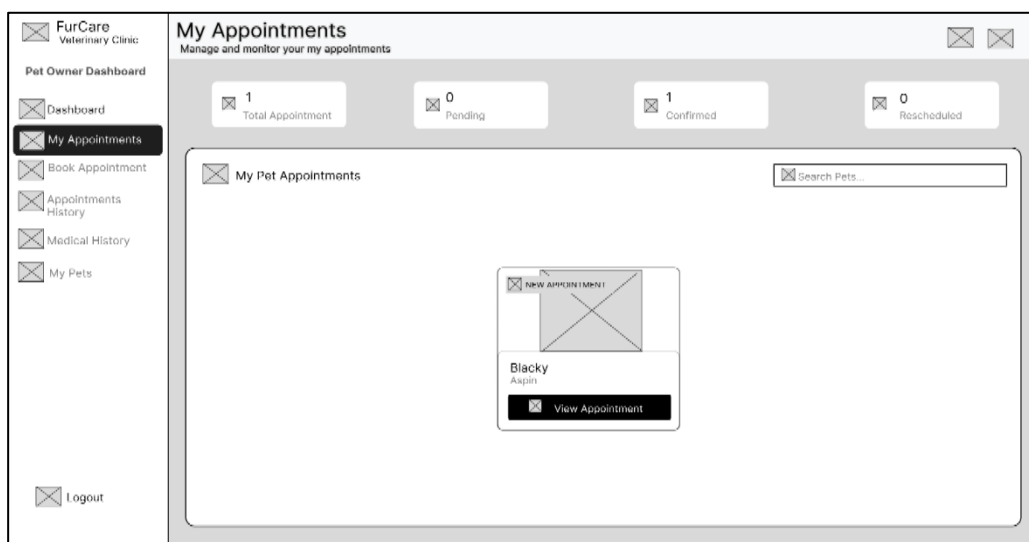 FurCare
Veterinary Clinic
Pet Owner Dashboard
Dashboard
My Appointments
Book Appointment
Appointments
History
Medical History
My Pets
Logout
My Appointments
Manage and monitor your my appointments
1
Total Appointment
0
Pending
1
Confirmed
0
Rescheduled
My Pet Appointments
Search Pets...
NEW APPOINTMENT
Blacky
Aspin
View Appointment